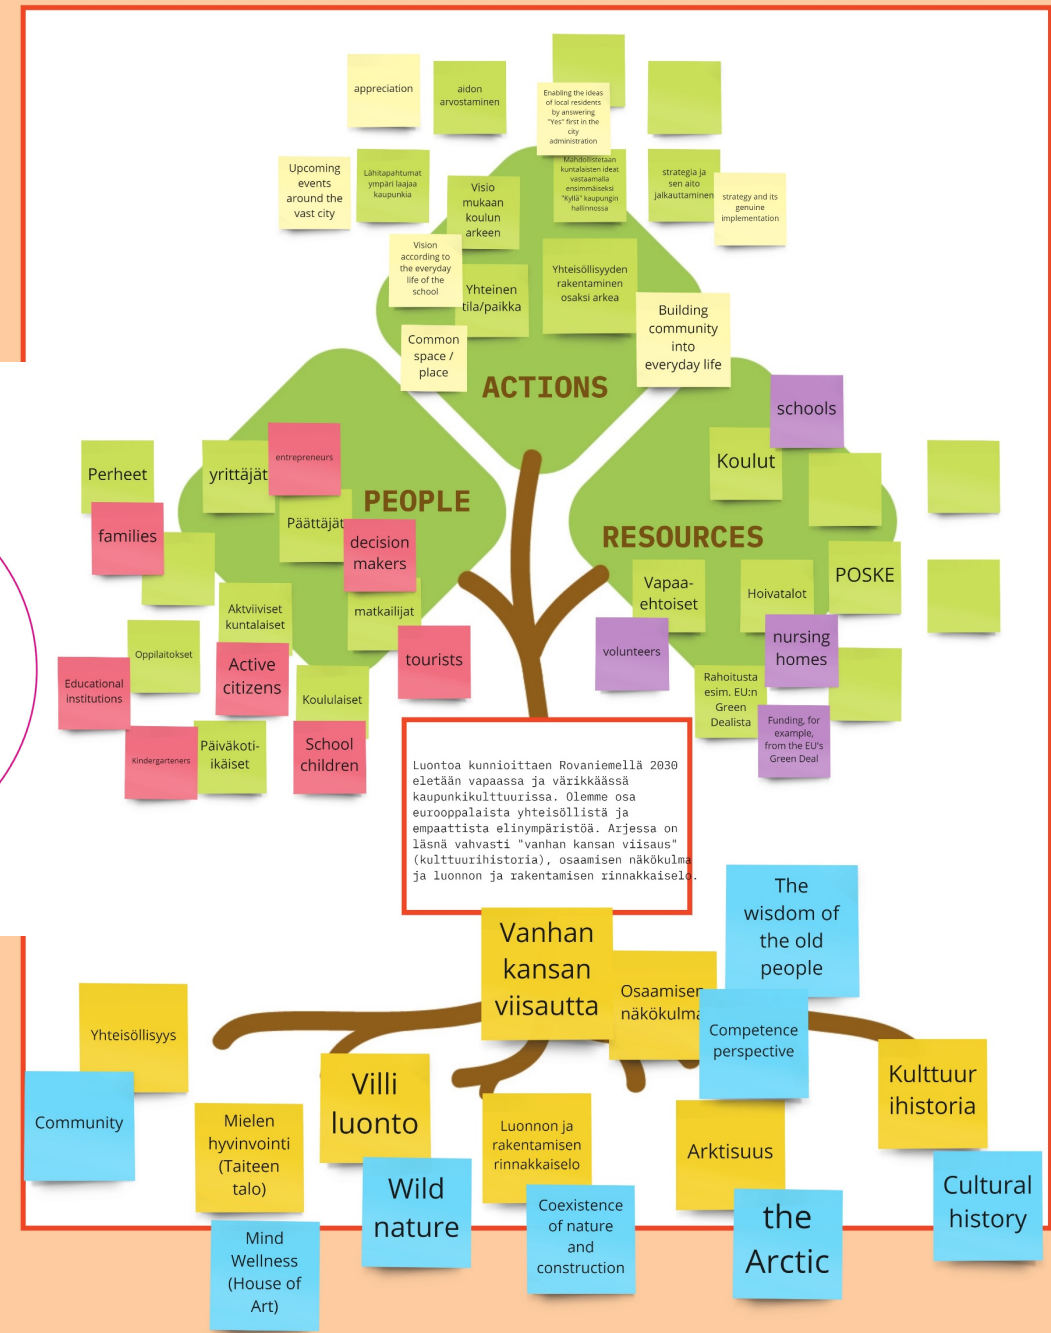 appreciation
aidon
arvostaminen
Enabling the ideas
of local residents
by answering
"Yes" first in the
city
administration
Upcoming
events
around the
vast city
Lähitapahtumat
ympäri laajaa
kaupunkia
Visio
mukaan
koulun
arkeen
Mahdollistetaan
kuntalaisten ideat
vastaamalla
ensimmäiseksi
"Kyllä" kaupungin
hallinnossa
strategia ja
sen aito
jalkauttaminen
strategy and its
genuine
implementation
Vision
according to
the everyday
life of the
school
Yhteinen
tila/paikka
Yhteisöllisyyden
rakentaminen
osaksi arkea
Common
space /
place
Building
community
into
everyday life
ACTIONS
PEOPLE
Perheet
yrittäjät
entrepreneurs
families
Päättäjät
decision
makers
Aktviiviset
kuntalaiset
matkailijat
Oppilaitokset
Active
citizens
tourists
Educational
institutions
Koululaiset
Kindergarteners
Päiväkoti-
ikäiset
School
children
RESOURCES
schools
Koulut
Vapaa-
ehtoiset
Hoivatalot
POSKE
volunteers
nursing
homes
Rahoitusta
esim. EU:n
Green
Dealista
Funding, for
example,
from the EU's
Green Deal
Luontoa kunnioittaen Rovaniemellä 2030
eletään vapaassa ja värikkäässä
kaupunkikulttuurissa. Olemme osa
eurooppalaista yhteisöllistä ja
empaattista elinympäristöä. Arjessa on
läsnä vahvasti "vanhan kansan viisaus"
(kulttuurihistoria), osaamisen näkökulma
ja luonnon ja rakentamisen rinnakkaiselo.
Vanhan
kansan
viisautta
The
wisdom of
the old
people
Osaamisen
näkökulma
Competence
perspective
Yhteisöllisyys
Community
Mielen
hyvinvointi
(Taiteen
talo)
Mind
Wellness
(House of
Art)
Villi
luonto
Wild
nature
Luonnon ja
rakentamisen
rinnakkaiselo
Coexistence
of nature
and
construction
Arktisuus
the
Arctic
Kulttuur
ihistoria
Cultural
history